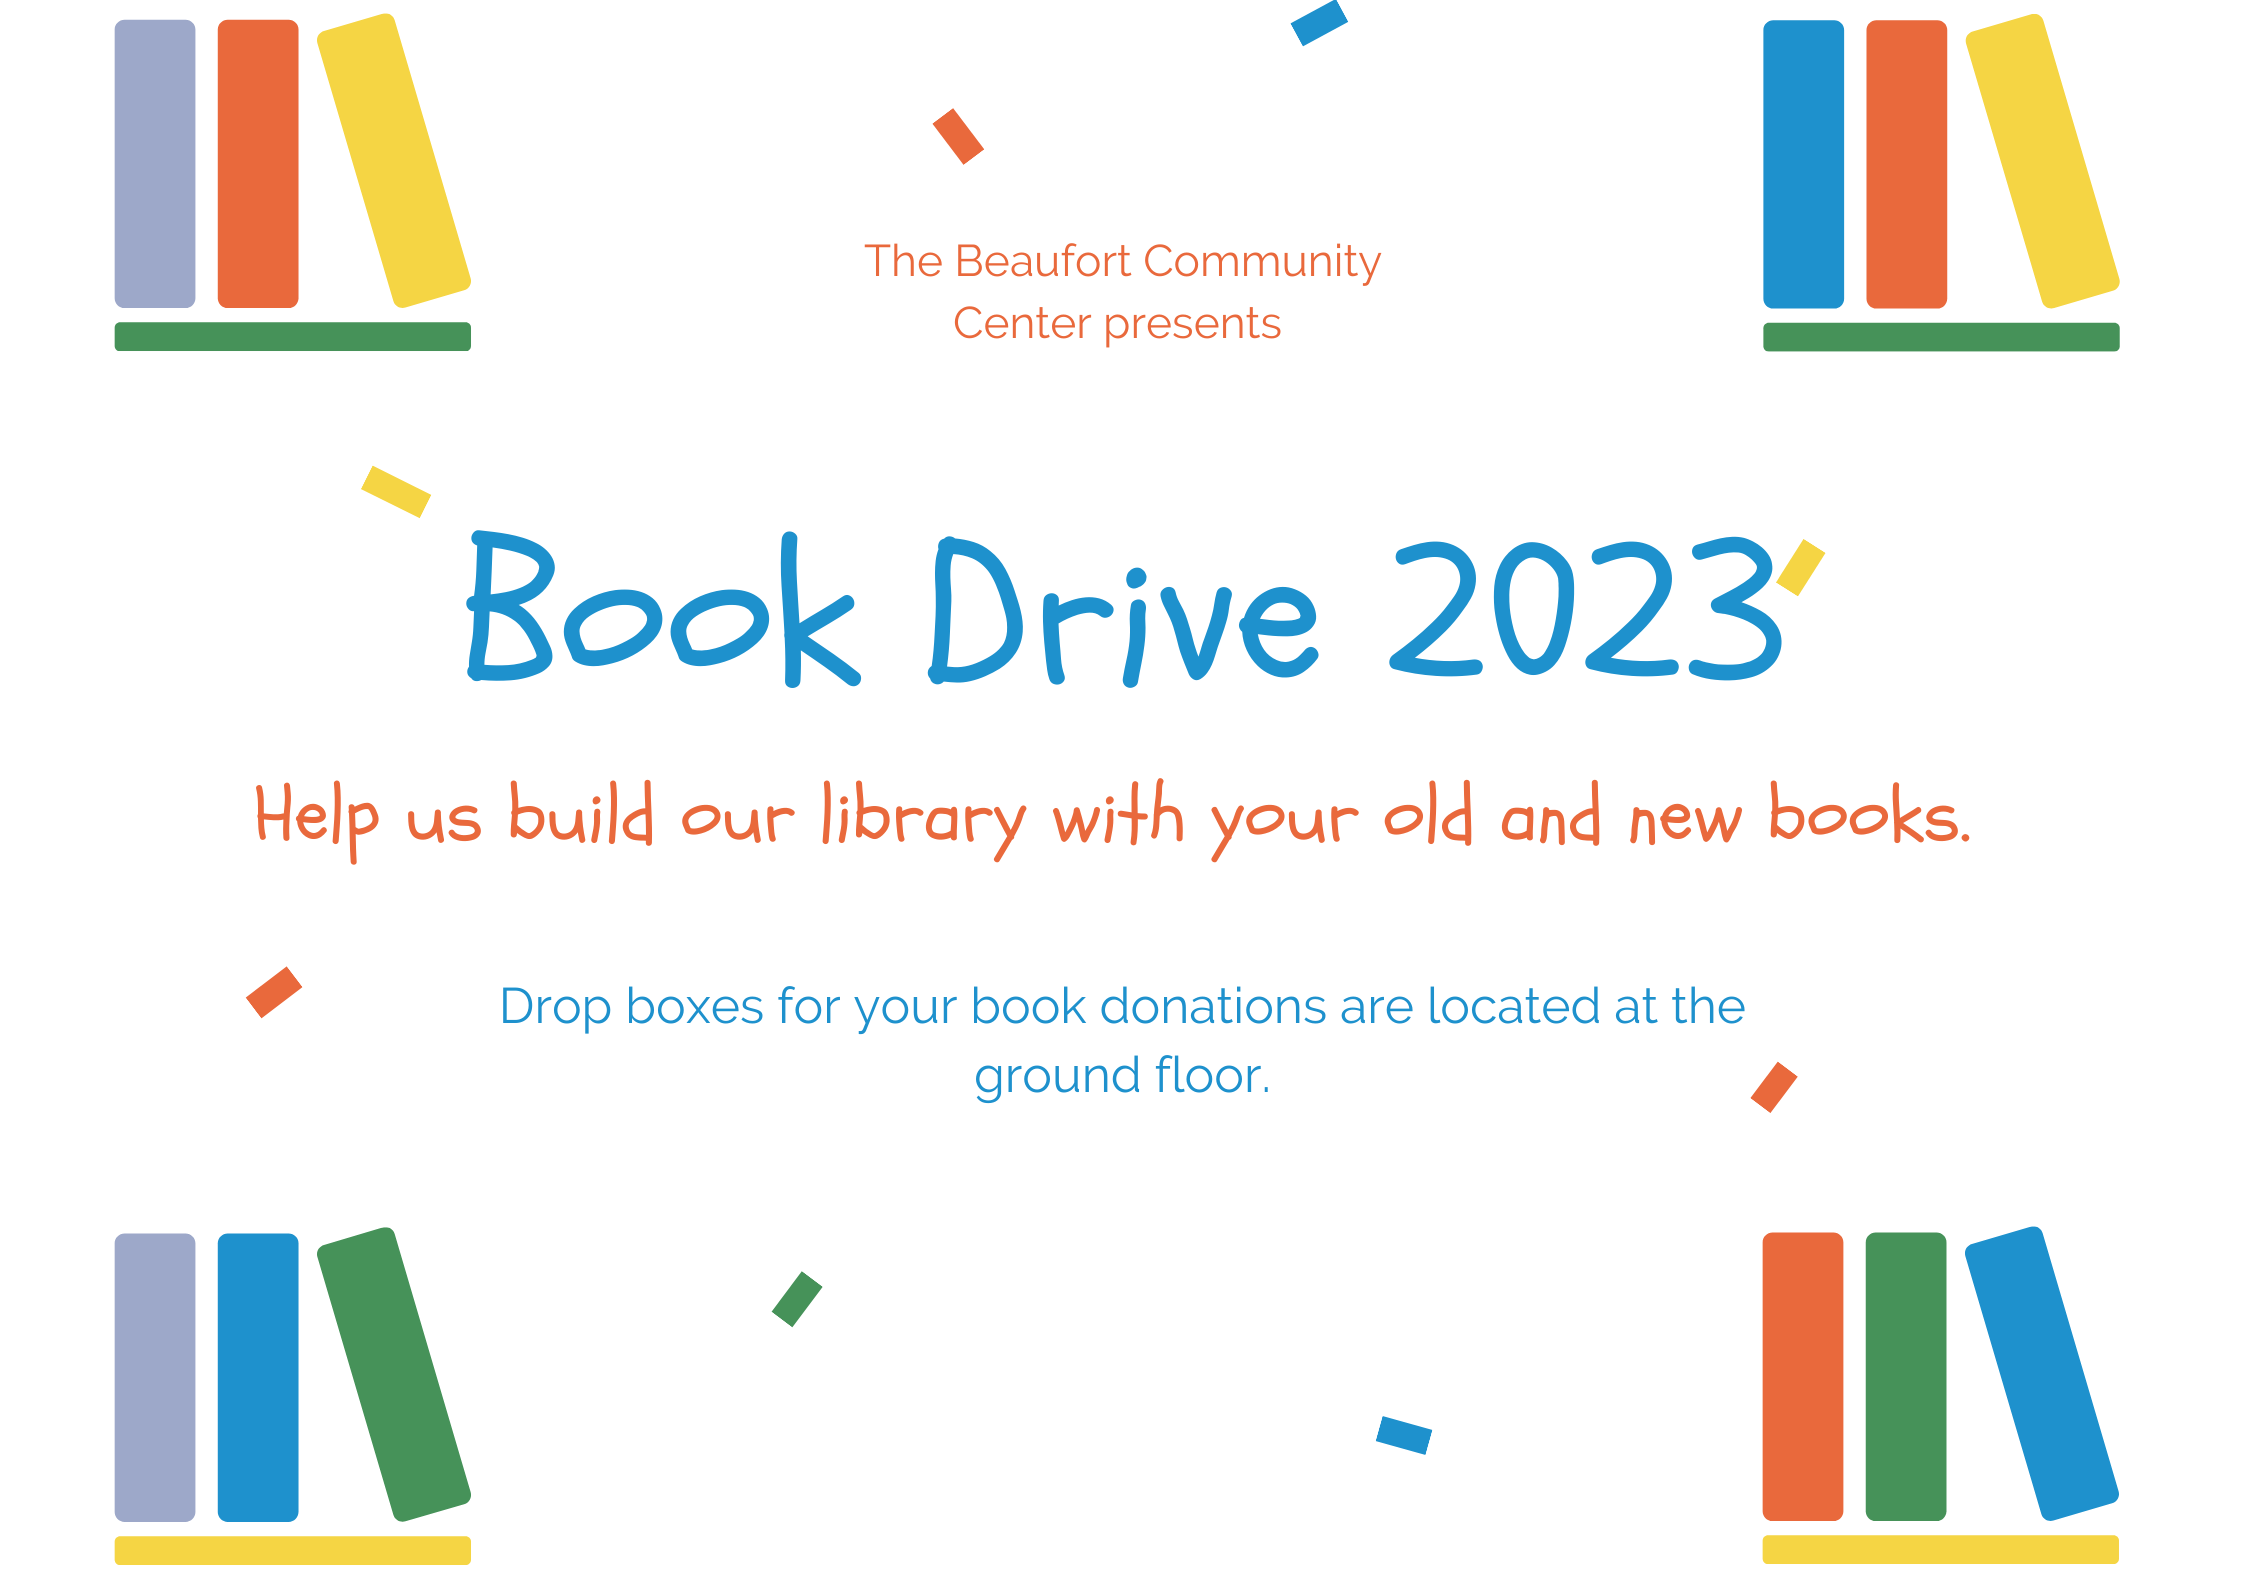 The Beaufort Community
Center presents
Book Drive 2023
Help us build our library with your old and new books.
Drop boxes for your book donations are located at the
ground floor.